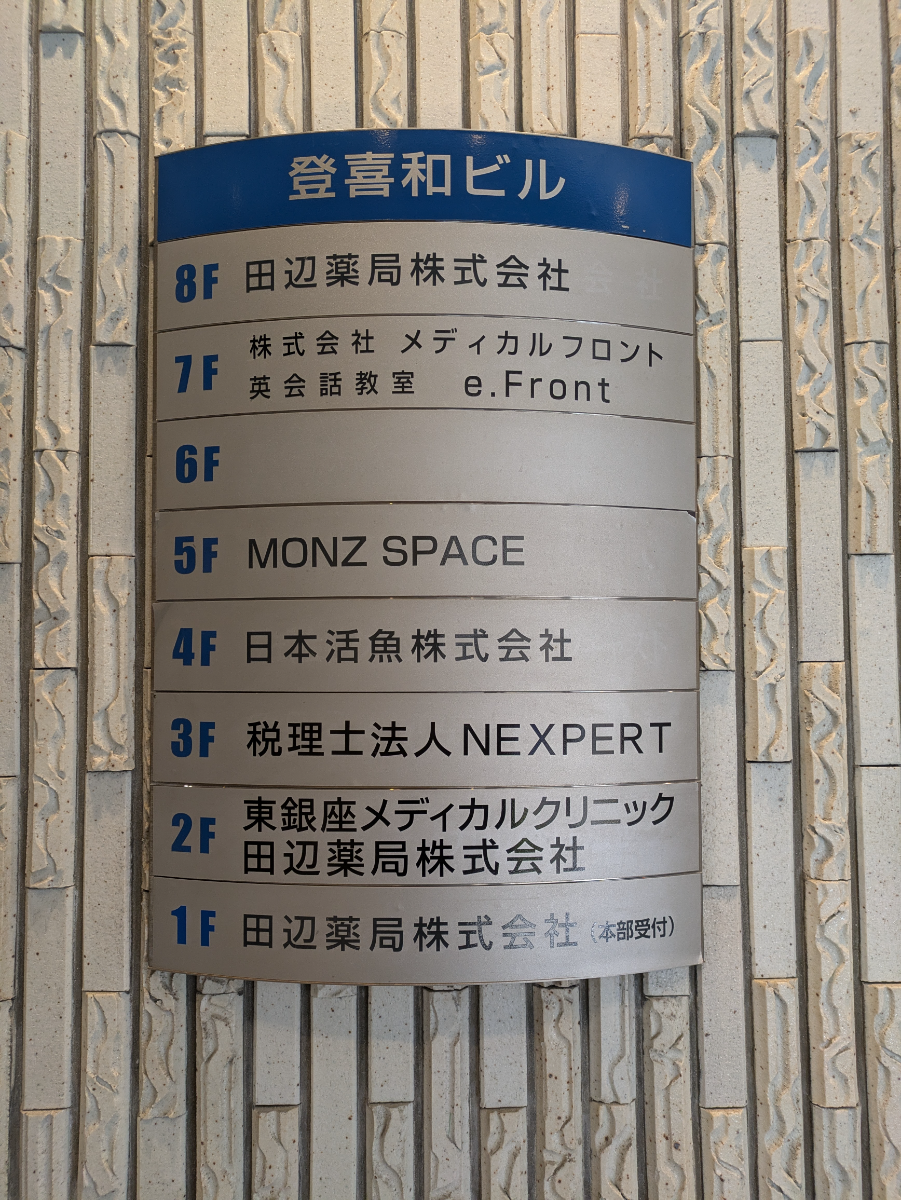 登喜和ビル
8F 田辺薬局株式会社
7F 株式会社 メディカルフロント
英会話教室 e.Front
6F
5F MONZ SPACE
4F 日本活魚株式会社
3F 税理士法人NEXPERT
2F 東銀座メディカルクリニック
田辺薬局株式会社
1F 田辺薬局株式会社(本部受付)